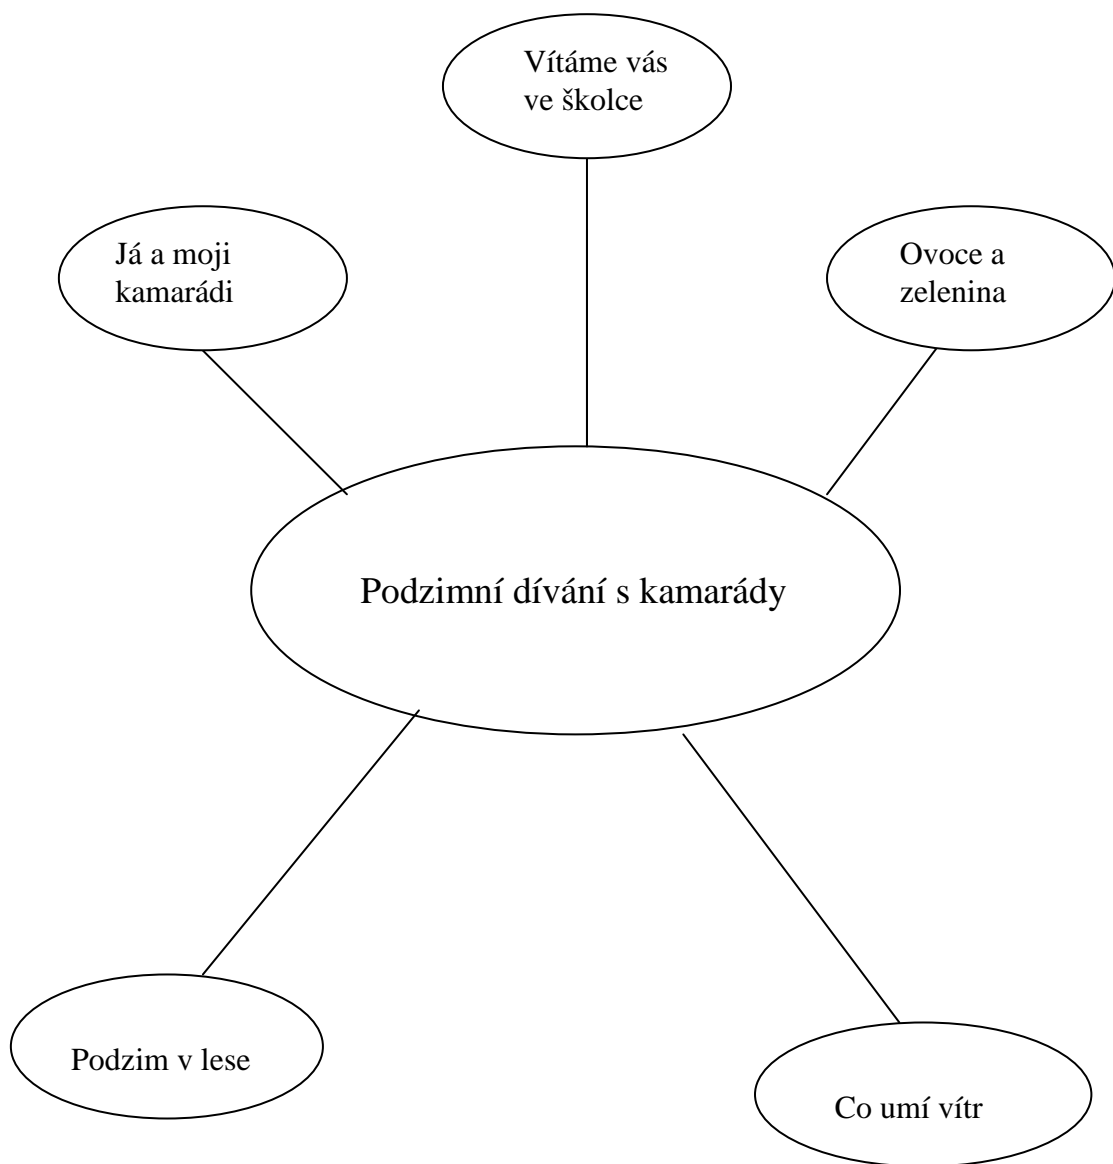 Vítáme vás
ve školce
Já a moji
kamarádi
Ovoce a
zelenina
Podzimní dívání s kamarády
Podzim v lese
Co umí vítr